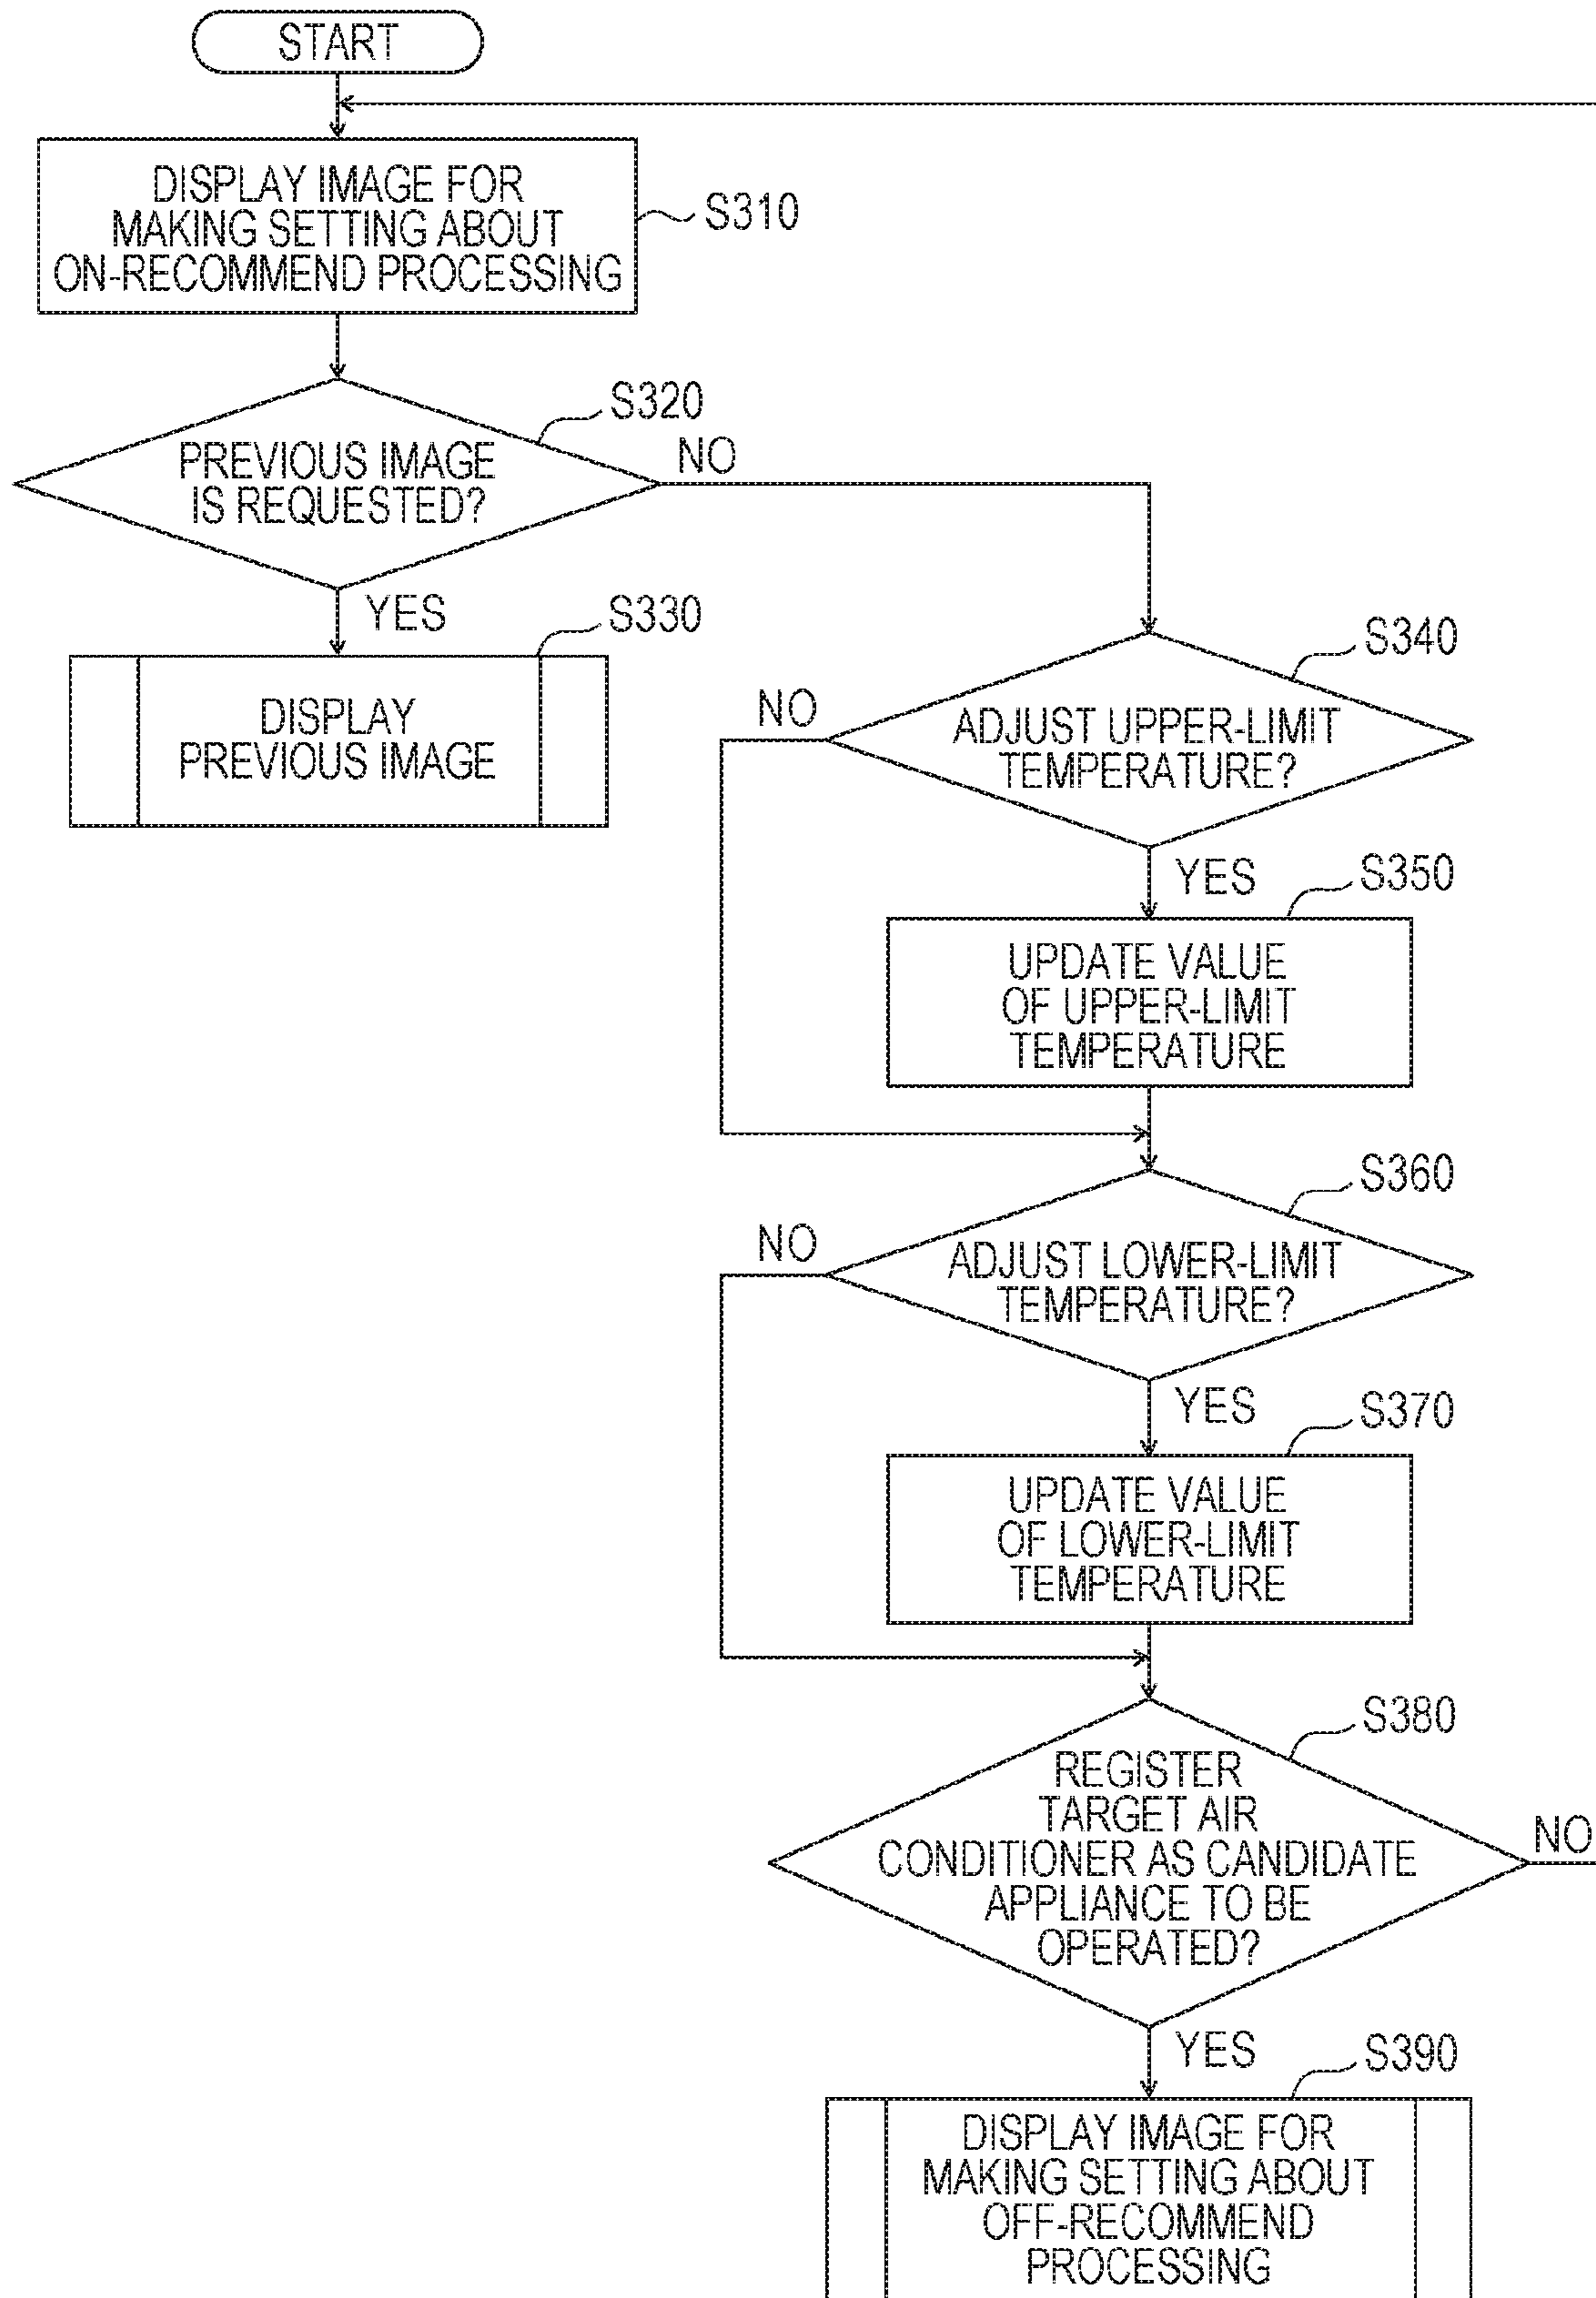 START
DISPLAY IMAGE FOR
MAKING SETTING ABOUT
ON-RECOMMEND PROCESSING
S310
S320
PREVIOUS IMAGE
IS REQUESTED?
NO
YES
S330
DISPLAY
PREVIOUS IMAGE
S340
NO
ADJUST UPPER-LIMIT
TEMPERATURE?
YES
S350
UPDATE VALUE
OF UPPER-LIMIT
TEMPERATURE
S360
NO
ADJUST LOWER-LIMIT
TEMPERATURE?
YES
S370
UPDATE VALUE
OF LOWER-LIMIT
TEMPERATURE
S380
REGISTER
TARGET AIR
CONDITIONER AS CANDIDATE
APPLIANCE TO BE
OPERATED?
NO
YES
S390
DISPLAY IMAGE FOR
MAKING SETTING ABOUT
OFF-RECOMMEND
PROCESSING